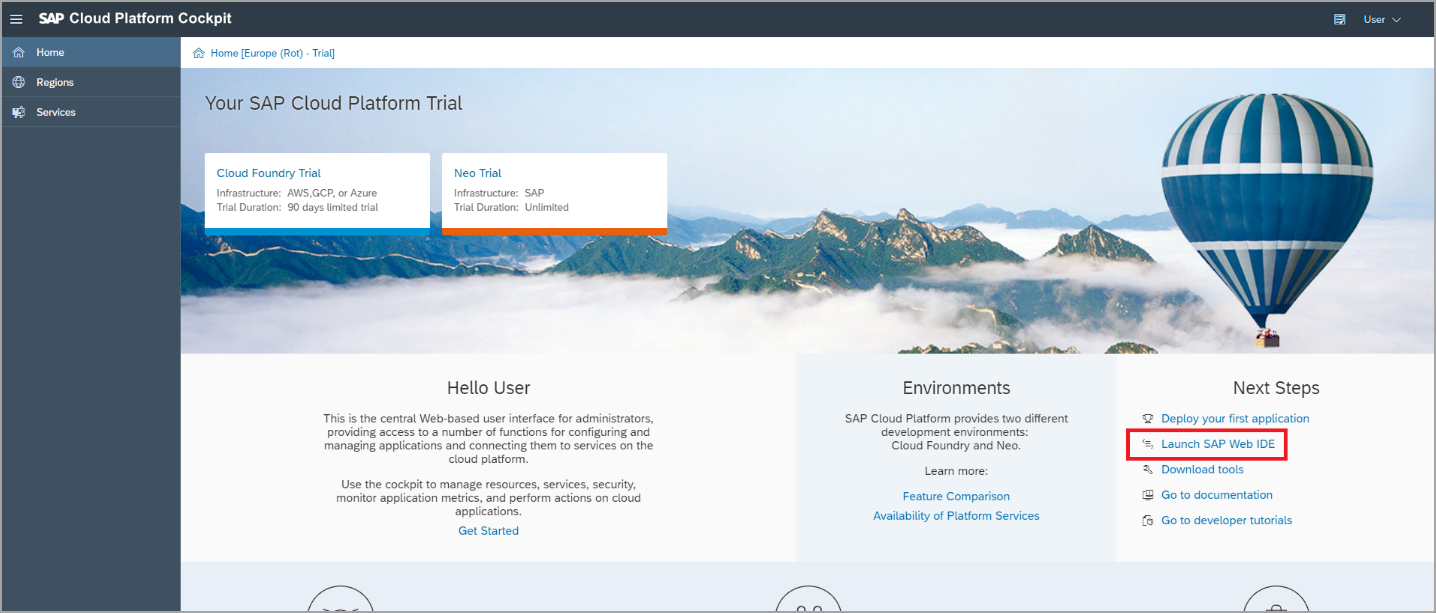 SAP Cloud Platform Cockpit
User
Home
Regions
Services
Home [Europe (Rot) - Trial]
Your SAP Cloud Platform Trial
Cloud Foundry Trial
Infrastructure: AWS,GCP, or Azure
Trial Duration: 90 days limited trial
Neo Trial
Infrastructure: SAP
Trial Duration: Unlimited
Hello User
This is the central Web-based user interface for administrators,
providing access to a number of functions for configuring and
managing applications and connecting them to services on the
cloud platform.
Use the cockpit to manage resources, services, security,
monitor application metrics, and perform actions on cloud
applications.
Get Started
Environments
SAP Cloud Platform provides two different
development environments:
Cloud Foundry and Neo.
Learn more:
Feature Comparison
Availability of Platform Services
Next Steps
Deploy your first application
Launch SAP Web IDE
Download tools
Go to documentation
Go to developer tutorials